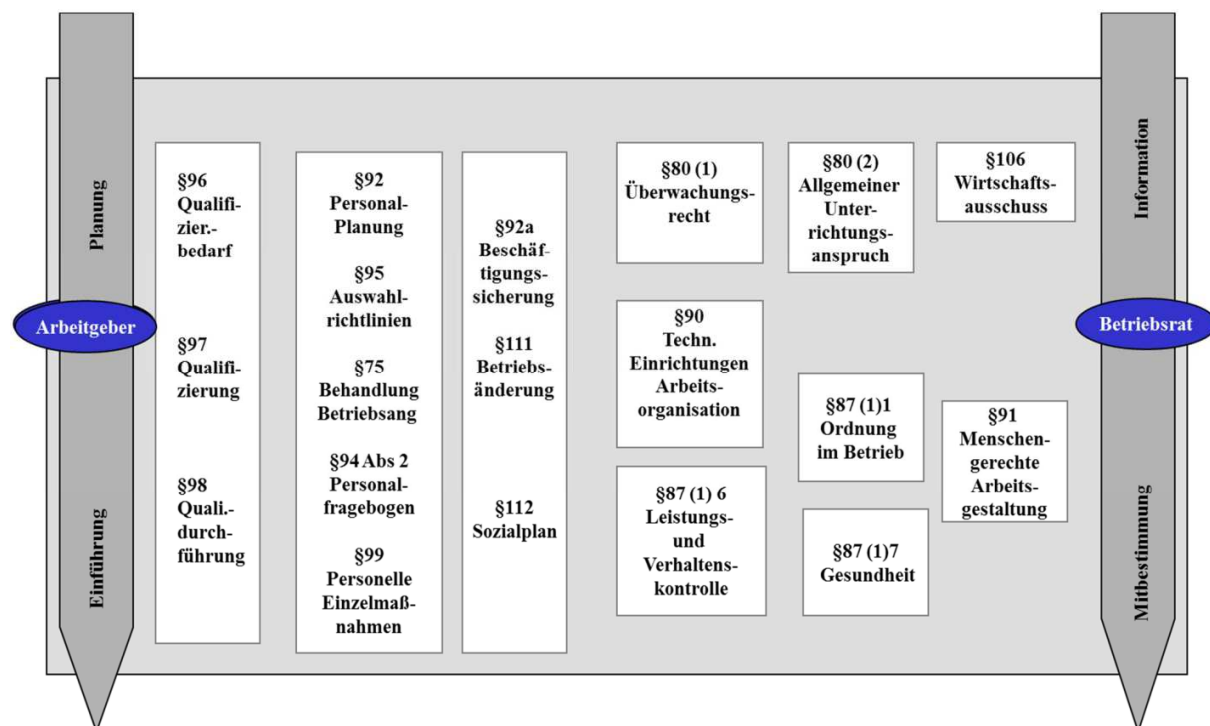 Planung
Arbeitgeber
Einführung
§96
Qualifi-
zier.-
bedarf
§97
Qualifi-
zierung
§98
Quali.-
durch-
führung
§92
Personal-
Planung
§95
Auswahl-
richtlinien
§75
Behandlung
Betriebsang
§94 Abs 2
Personal-
fragebogen
§99
Personelle
Einzelmaß-
nahmen
§92a
Beschäf-
tigungs-
sicherung
§111
Betriebs-
änderung
§112
Sozialplan
§80 (1)
Überwachungs-
recht
§90
Techn.
Einrichtungen
Arbeits-
organisation
§87 (1) 6
Leistungs-
und
Verhaltens-
kontrolle
§80 (2)
Allgemeiner
Unter-
richtungs-
anspruch
§87 (1)1
Ordnung
im Betrieb
§87 (1)7
Gesundheit
§106
Wirtschafts-
ausschuss
§91
Menschen-
gerechte
Arbeits-
gestaltung
Information
Betriebsrat
Mitbestimmung